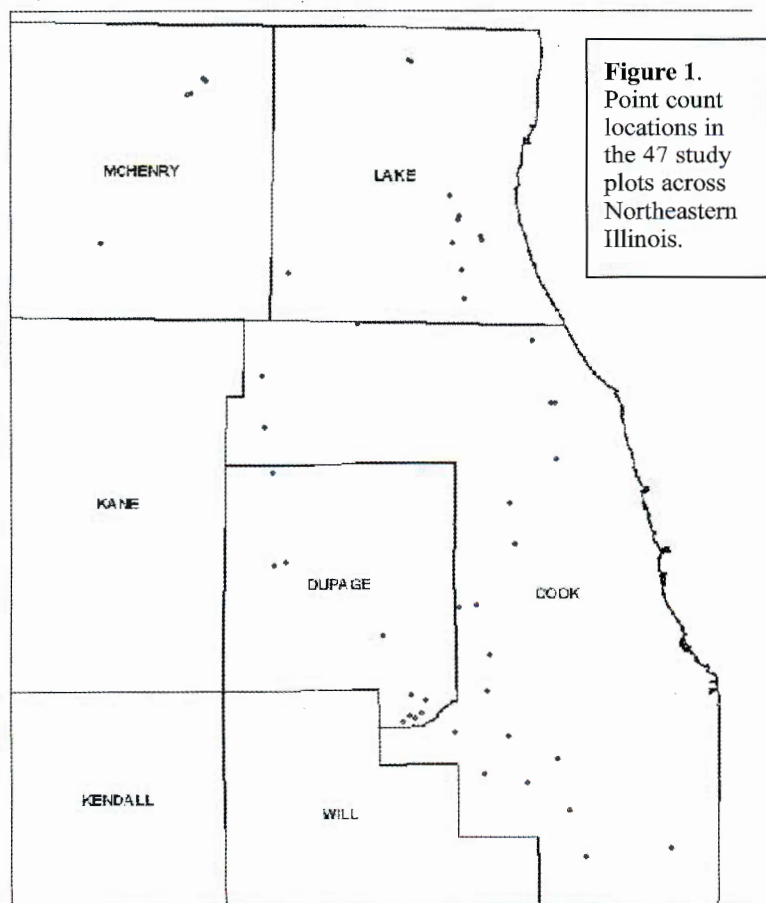 Figure 1.
Point count
locations in
the 47 study
plots across
Northeastern
Illinois.
MCHENRY
LAKE
KANE
DUPAGE
COOK
KENDALL
WILL